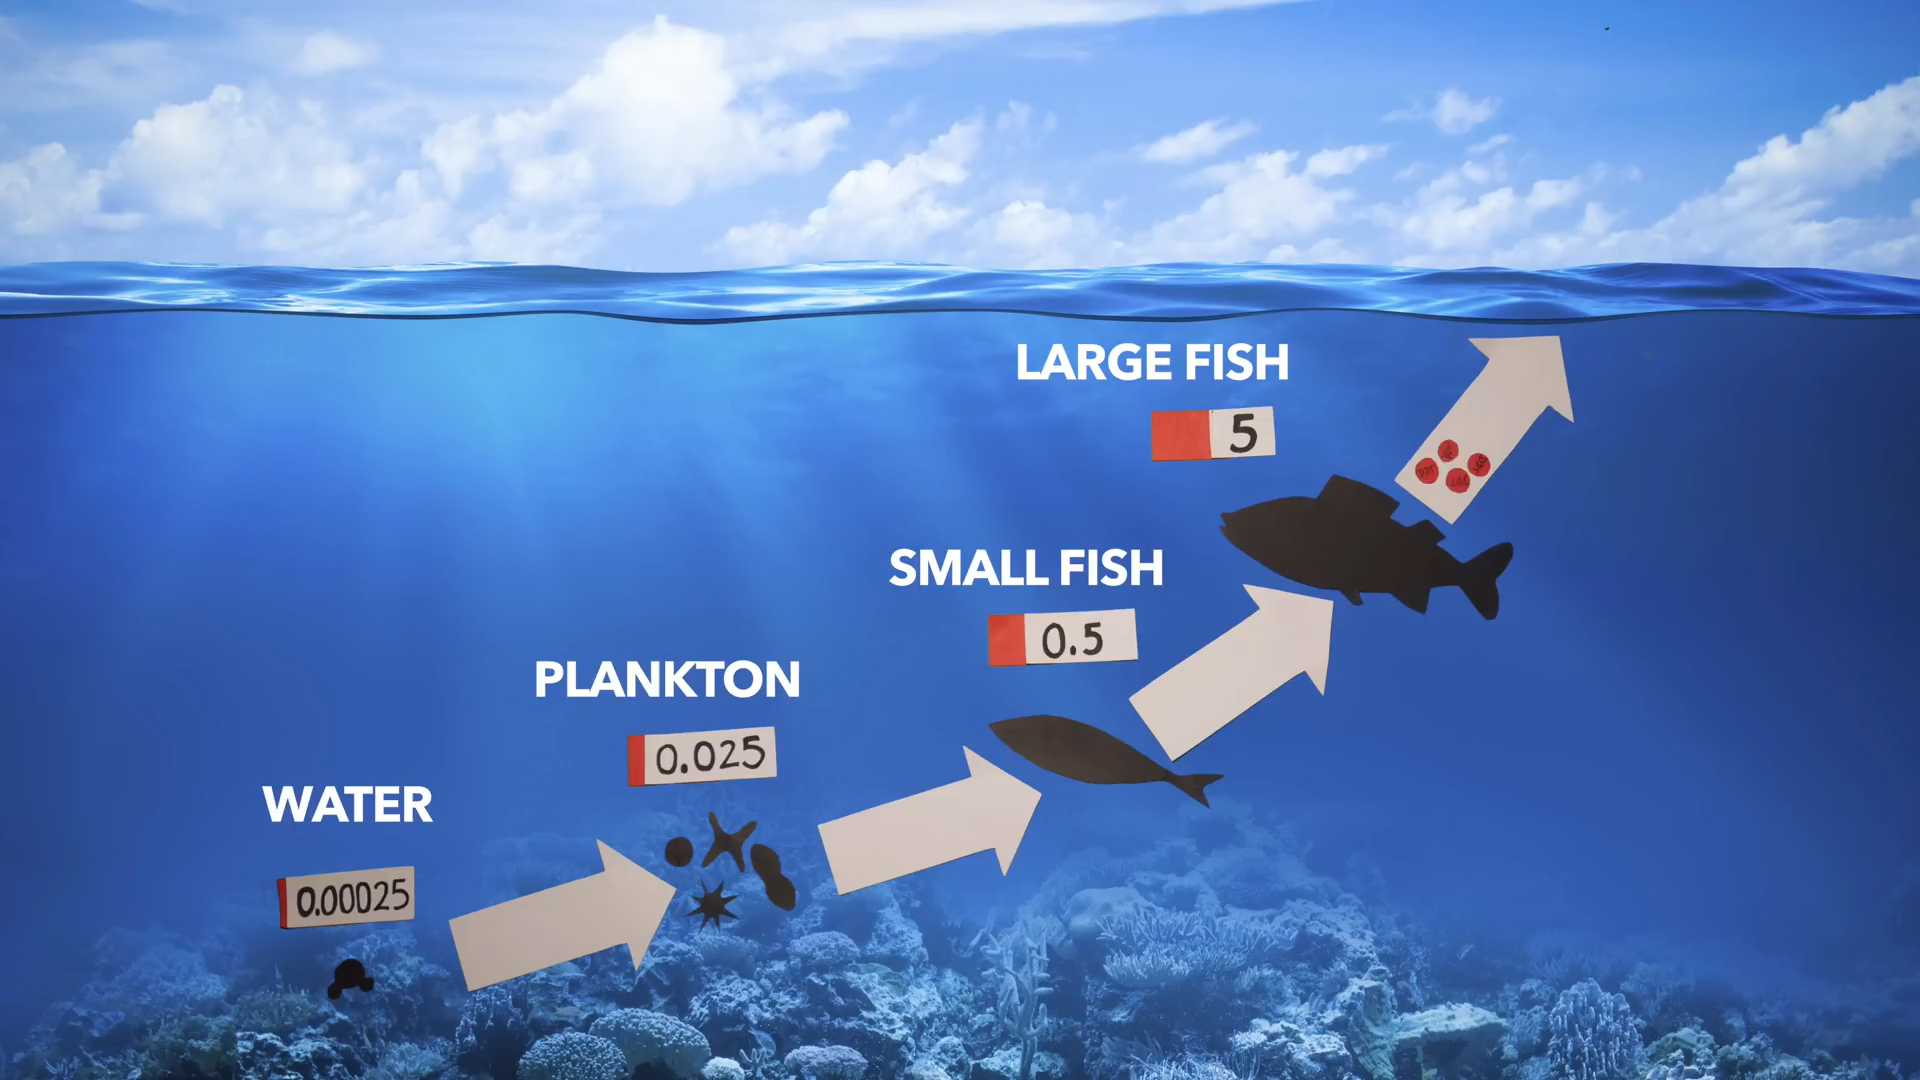 LARGE FISH
5
SMALL FISH
0.5
PLANKTON
0.025
WATER
0.00025